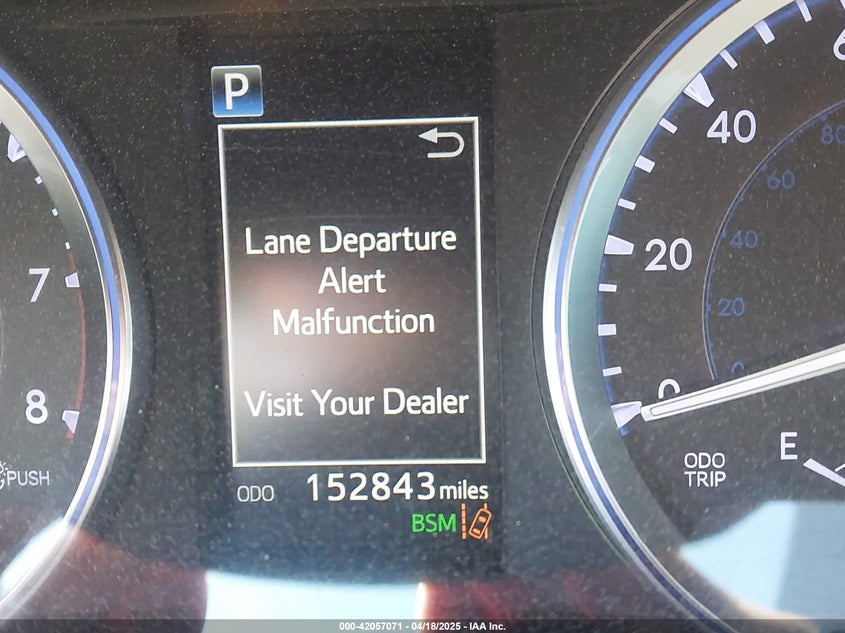 P
Lane Departure
Alert
Malfunction
Visit Your Dealer
ODO 152843 miles
BSM
7
8
PUSH
40
20
0
80
60
40
20
0
ODO
TRIP
E
000-42057071 - 04/18/2025 - IAA Inc.